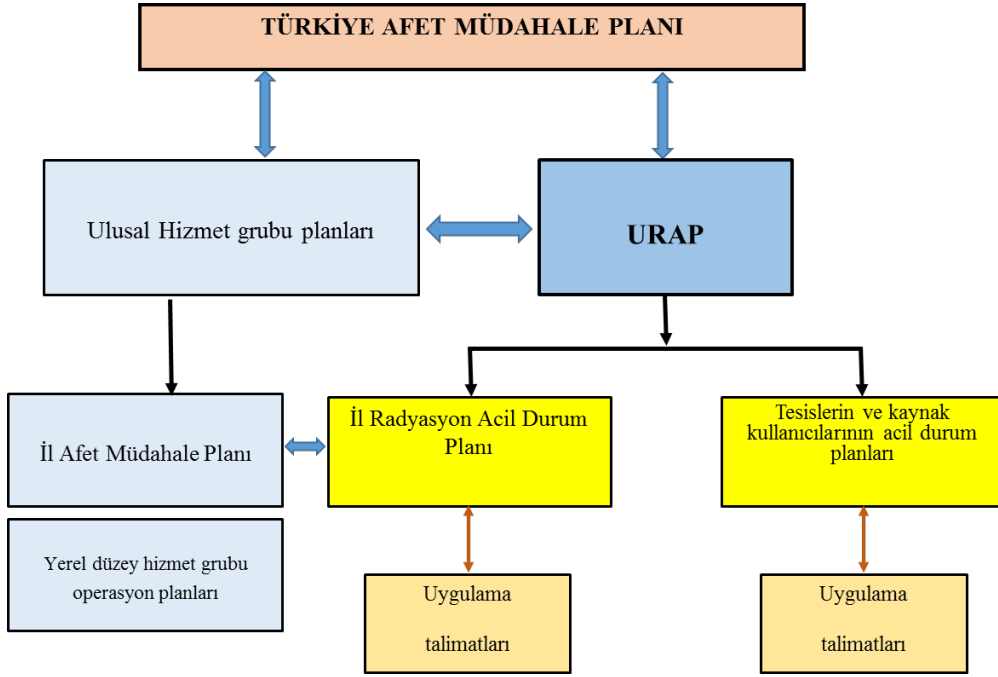 TÜRKİYE AFET MÜDAHALE PLANI
Ulusal Hizmet grubu planları
URAP
İl Afet Müdahale Planı
İl Radyasyon Acil Durum
Planı
Tesislerin ve kaynak
kullanıcılarının acil durum
planları
Yerel düzey hizmet grubu
operasyon planları
Uygulama
talimatları
Uygulama
talimatları